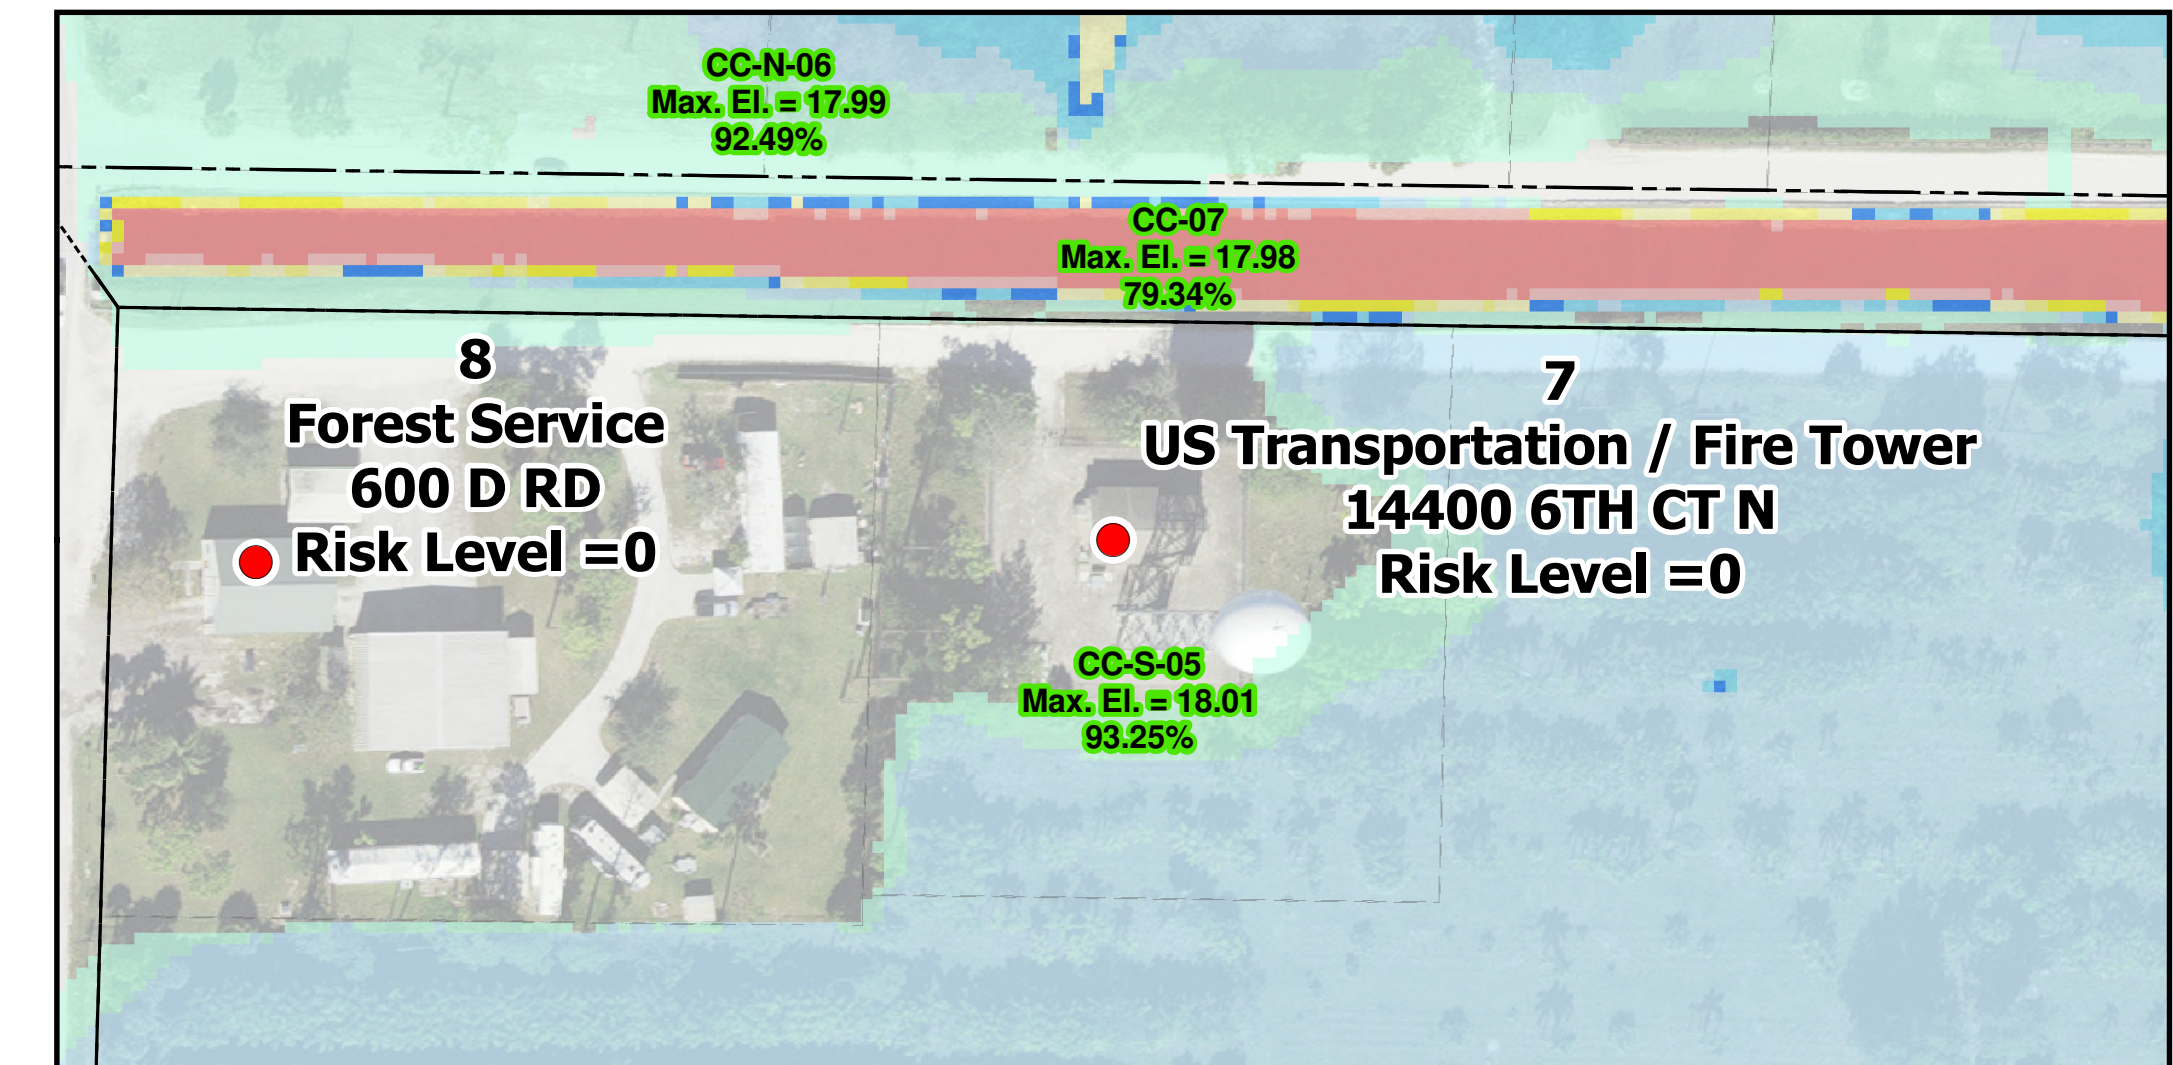 CC-N-06
Max. El. = 17.99
92.49%
CC-07
Max. El. = 17.98
79.34%
8
Forest Service
600 D RD
Risk Level =0
7
US Transportation / Fire Tower
14400 6TH CT N
Risk Level =0
CC-S-05
Max. El. = 18.01
93.25%